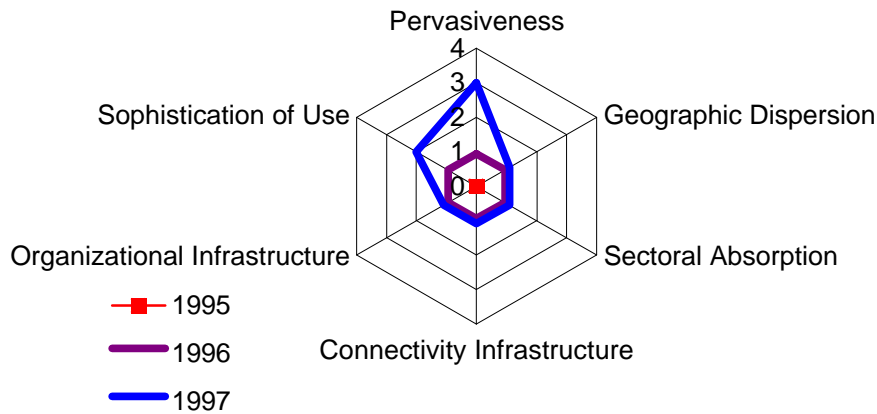 Pervasiveness
4
3
2
1
0
Sophistication of Use
Geographic Dispersion
Organizational Infrastructure
Sectoral Absorption
Connectivity Infrastructure
1995
1996
1997